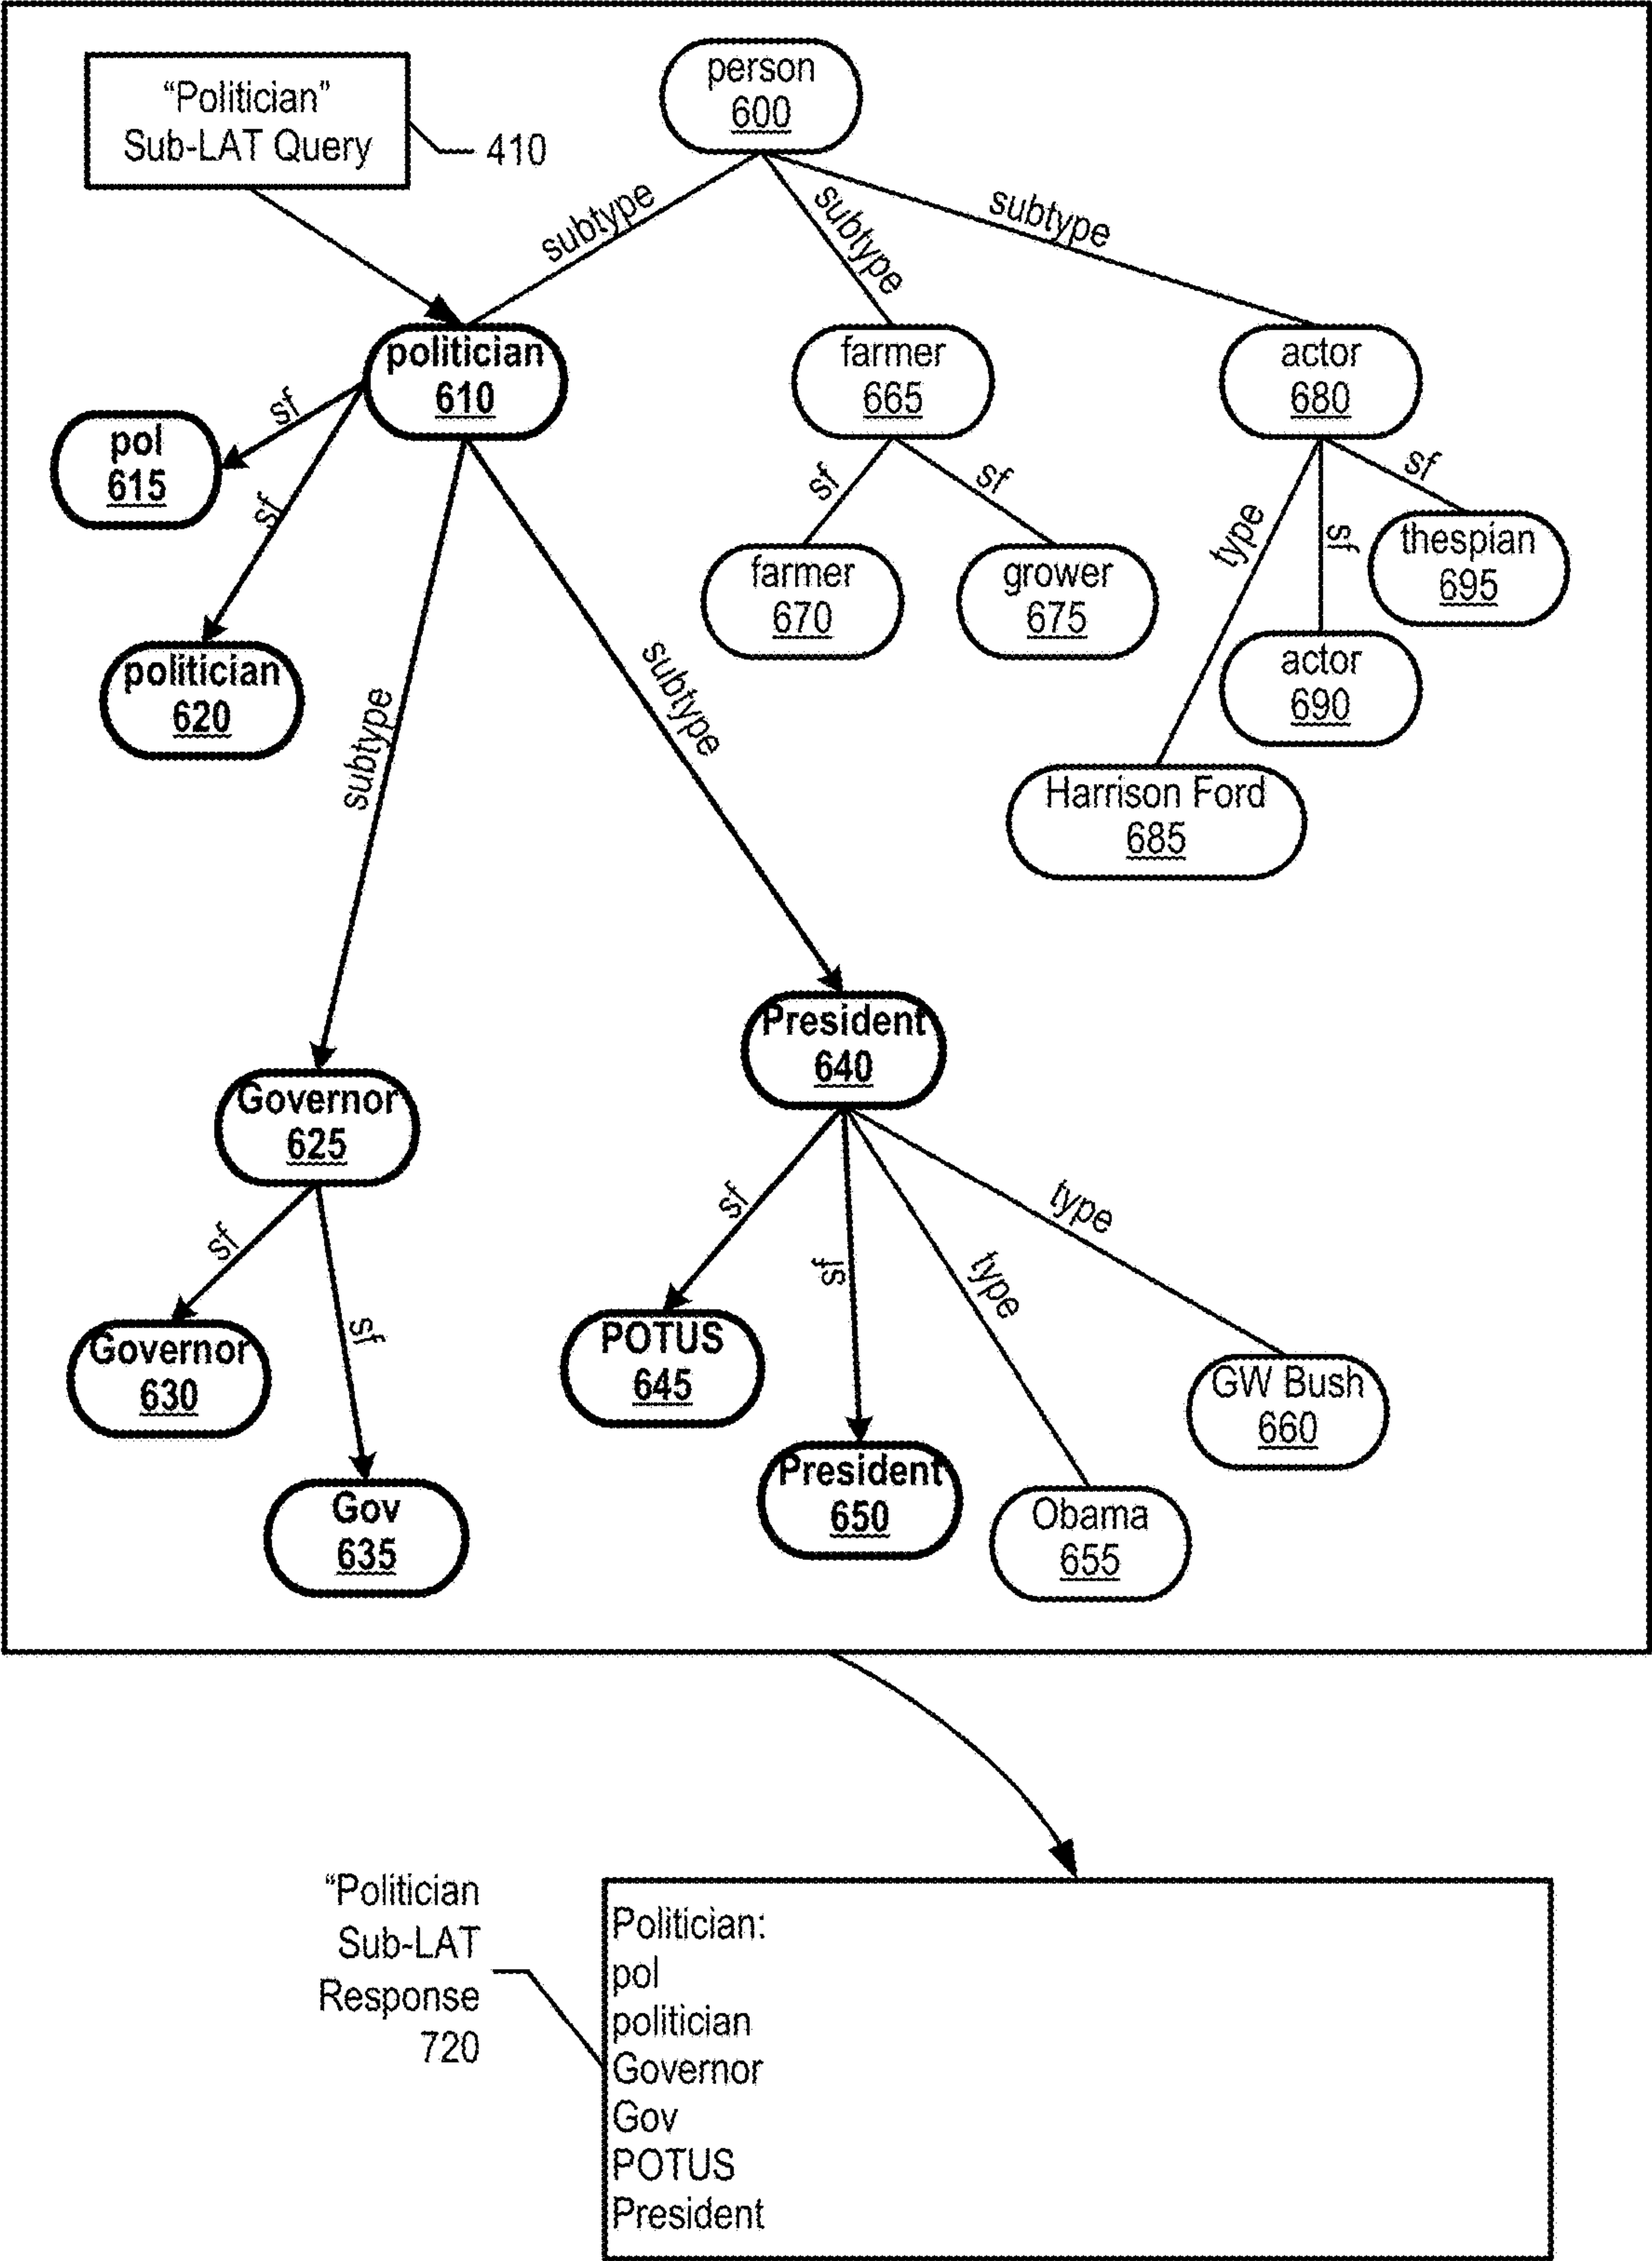 “Politician”
Sub-LAT Query
410
person
600
subtype
subtype
subtype
politician
610
farmer
665
actor
680
sf
pol
615
sf
politician
620
sf
sf
farmer
670
grower
675
type
sf
sf
thespian
695
actor
690
Harrison Ford
685
subtype
subtype
President
640
Governor
625
sf
sf
Governor
630
Gov
635
sf
sf
type
type
POTUS
645
President
650
Obama
655
GW Bush
660
“Politician
Sub-LAT
Response
720
Politician:
pol
politician
Governor
Gov
POTUS
President